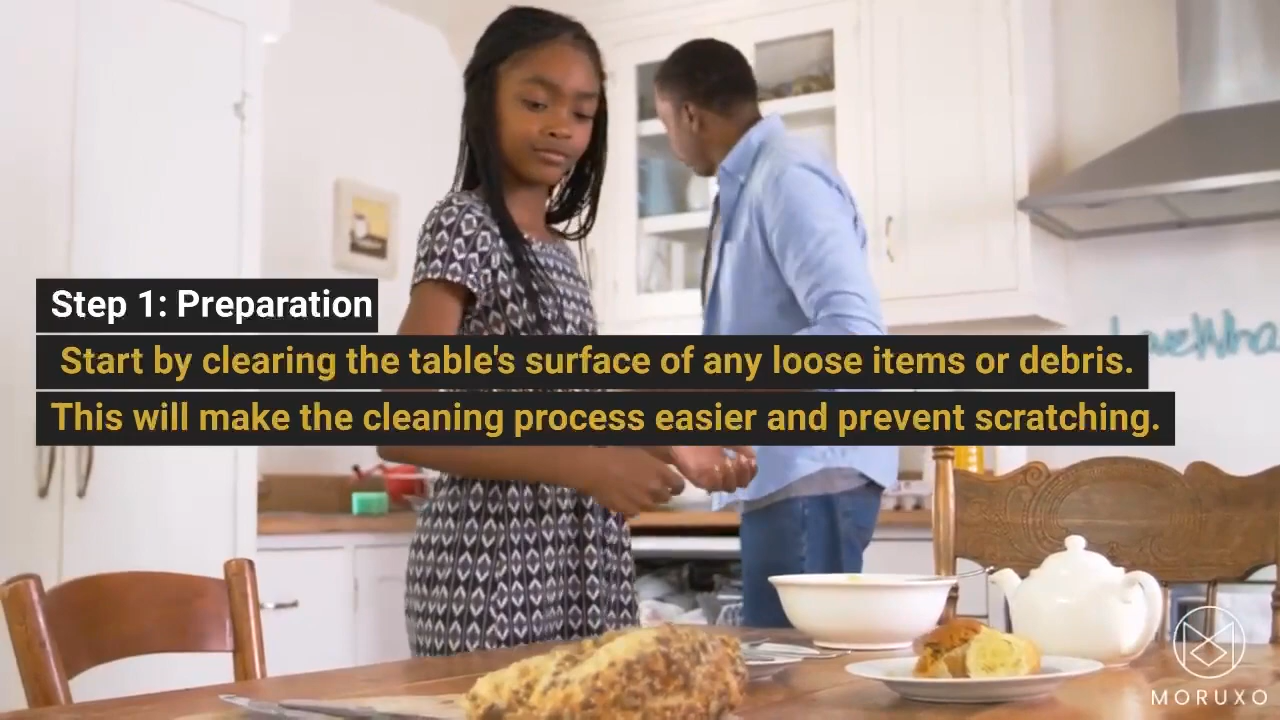 Step 1: Preparation
Start by clearing the table's surface of any loose items or debris.
This will make the cleaning process easier and prevent scratching.
MORUXO